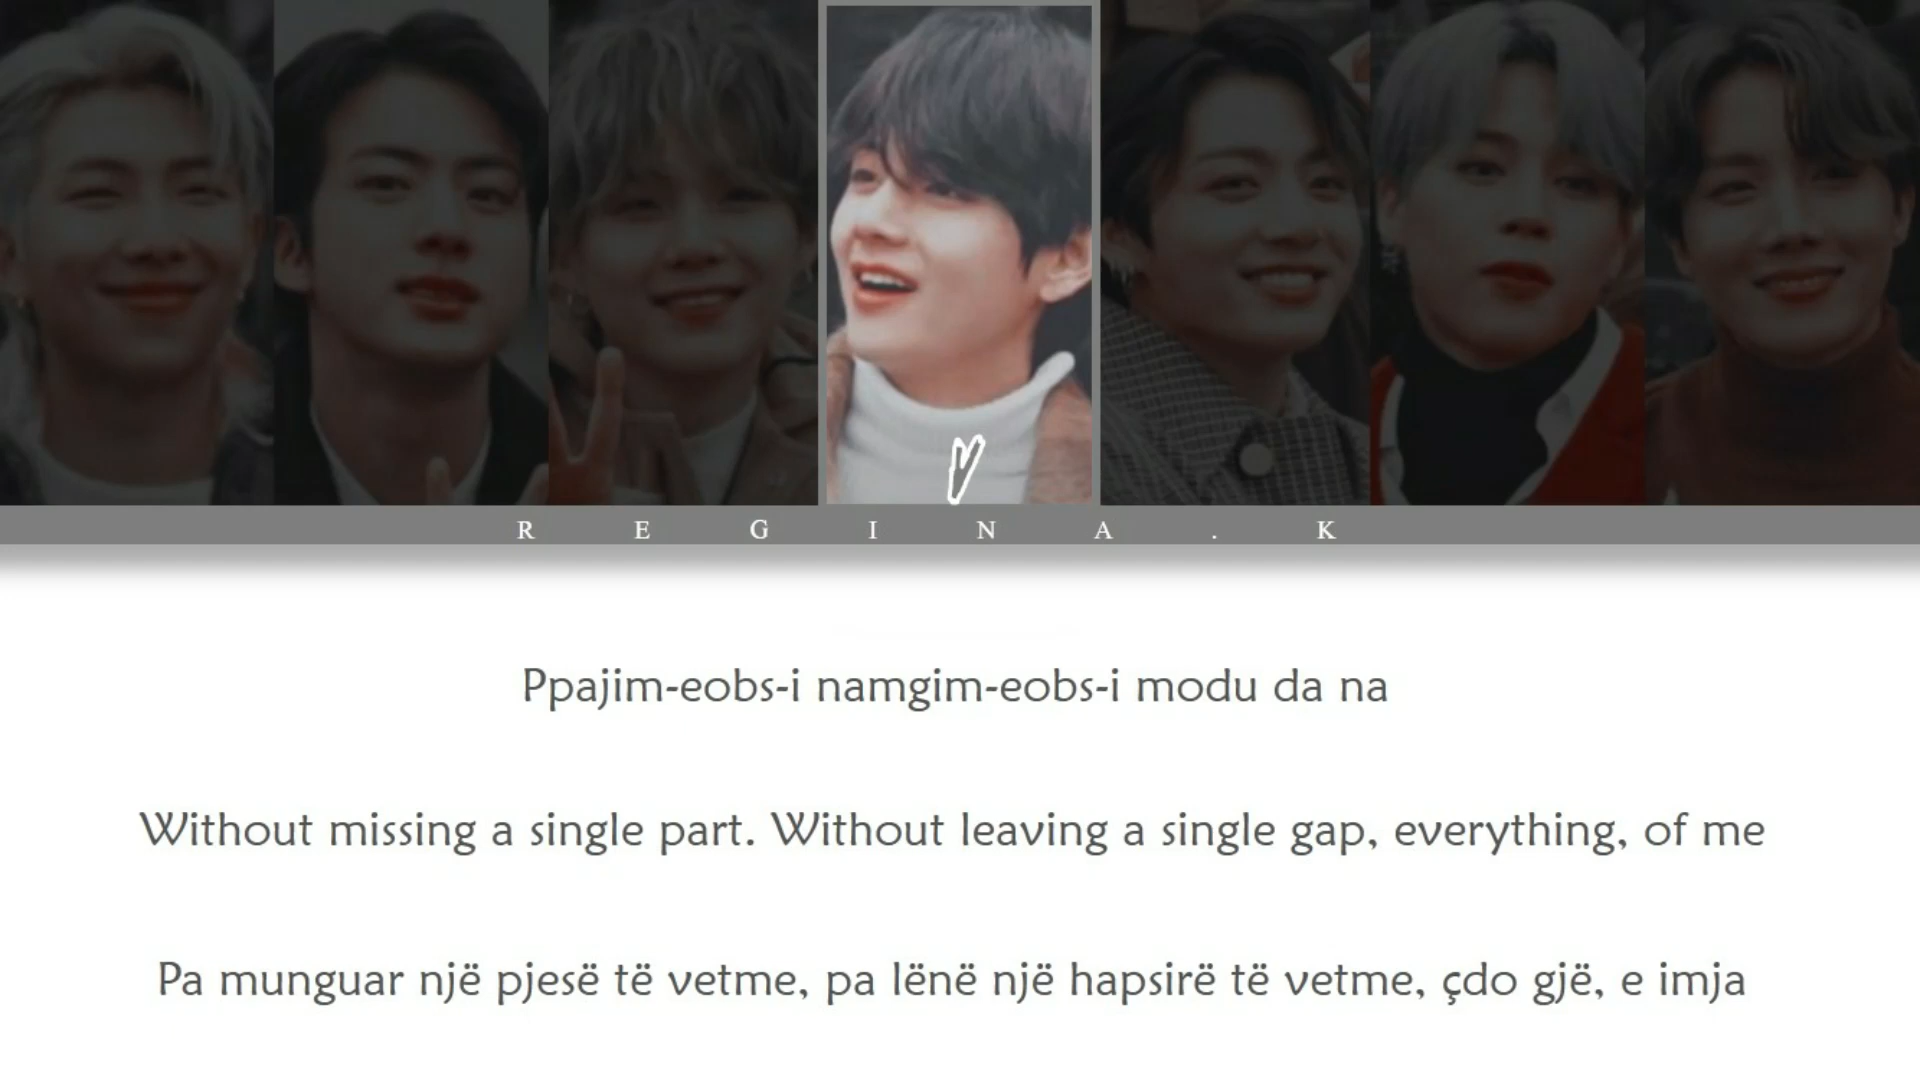 R E G I N A . K
Ppajim-eobs-i namgim-eobs-i modu da na
Without missing a single part. Without leaving a single gap, everything, of me
Pa munguar një pjesë të vetme, pa lënë një hapsirë të vetme, çdo gjë, e imja